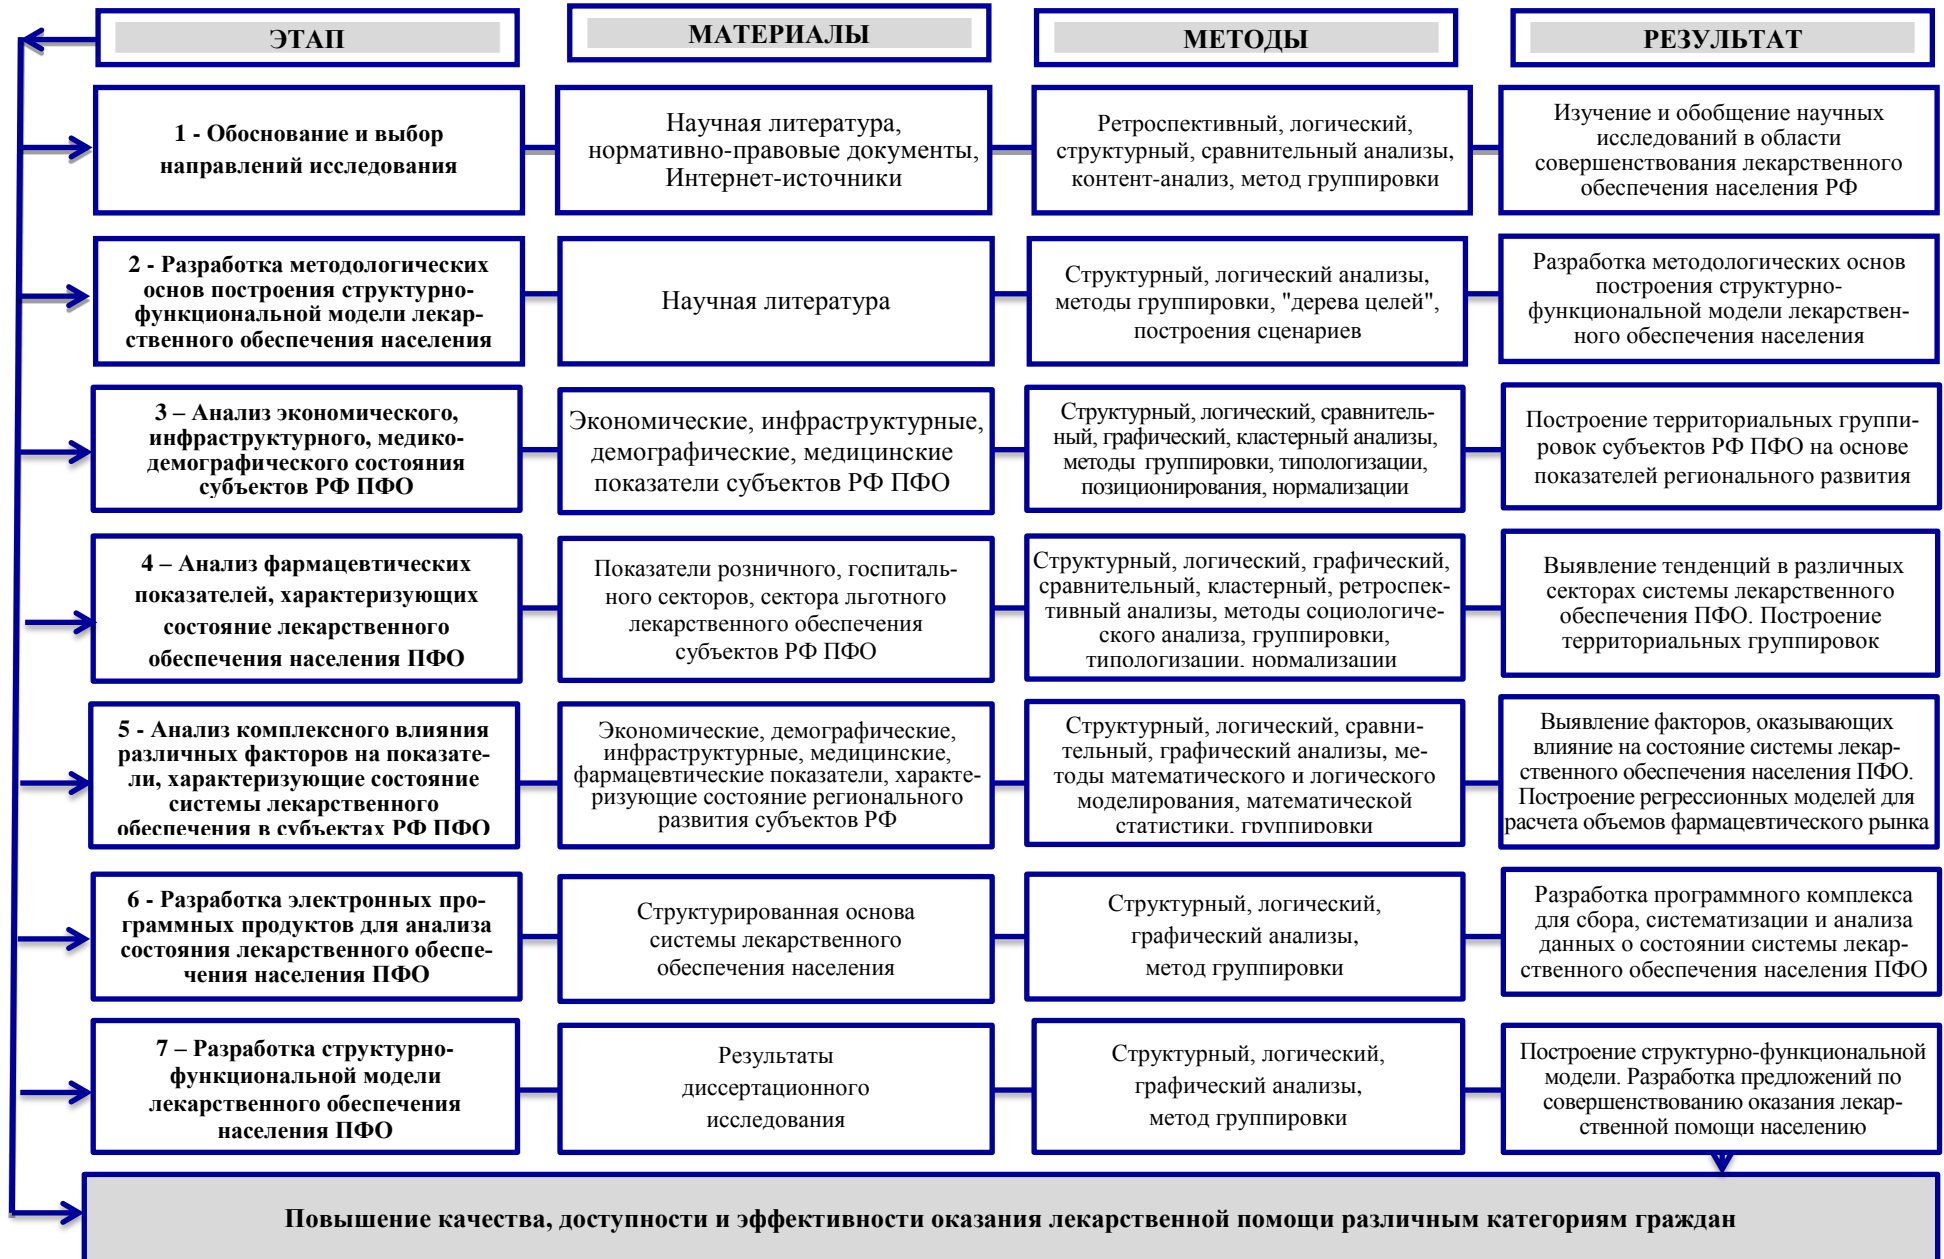 ЭТАП
МАТЕРИАЛЫ
МЕТОДЫ
РЕЗУЛЬТАТ
1 - Обоснование и выбор
направлений исследования
Научная литература,
нормативно-правовые документы,
Интернет-источники
Ретроспективный, логический,
структурный, сравнительный анализы,
контент-анализ, метод группировки
Изучение и обобщение научных
исследований в области
совершенствования лекарственного
обеспечения населения РФ
2 - Разработка методологических
основ построения структурно-
функциональной модели лекар-
ственного обеспечения населения
Научная литература
Структурный, логический анализы,
методы группировки, "дерева целей",
построения сценариев
Разработка методологических основ
построения структурно-
функциональной модели лекарствен-
ного обеспечения населения
3 – Анализ экономического,
инфраструктурного, медико-
демографического состояния
субъектов РФ ПФО
Экономические, инфраструктурные,
демографические, медицинские
показатели субъектов РФ ПФО
Структурный, логический, сравнитель-
ный, графический, кластерный анализы,
методы группировки, типологизации,
позиционирования, нормализации
Построение территориальных группи-
ровок субъектов РФ ПФО на основе
показателей регионального развития
4 – Анализ фармацевтических
показателей, характеризующих
состояние лекарственного
обеспечения населения ПФО
Показатели розничного, госпиталь-
ного секторов, сектора льготного
лекарственного обеспечения
субъектов РФ ПФО
Структурный, логический, графический,
сравнительный, кластерный, ретроспек-
тивный анализы, методы социологиче-
ского анализа, группировки,
типологизации, нормализации
Выявление тенденций в различных
секторах системы лекарственного
обеспечения ПФО. Построение
территориальных группировок
5 - Анализ комплексного влияния
различных факторов на показате-
ли, характеризующие состояние
системы лекарственного
обеспечения в субъектах РФ ПФО
Экономические, демографические,
инфраструктурные, медицинские,
фармацевтические показатели, характе-
ризующие состояние регионального
развития субъектов РФ
Структурный, логический, сравни-
тельный, графический анализы, ме-
тоды математического и логического
моделирования, математической
статистики, группировки
Выявление факторов, оказывающих
влияние на состояние системы лекар-
ственного обеспечения населения ПФО.
Построение регрессионных моделей для
расчета объемов фармацевтического рынка
6 - Разработка электронных про-
граммных продуктов для анализа
состояния лекарственного обеспе-
чения населения ПФО
Структурированная основа
системы лекарственного
обеспечения населения
Структурный, логический,
графический анализы,
метод группировки
Разработка программного комплекса
для сбора, систематизации и анализа
данных о состоянии системы лекар-
ственного обеспечения населения ПФО
7 – Разработка структурно-
функциональной модели
лекарственного обеспечения
населения ПФО
Результаты
диссертационного
исследования
Структурный, логический,
графический анализы,
метод группировки
Построение структурно-функциональной
модели. Разработка предложений по
совершенствованию оказания лекар-
ственной помощи населению
Повышение качества, доступности и эффективности оказания лекарственной помощи различным категориям граждан